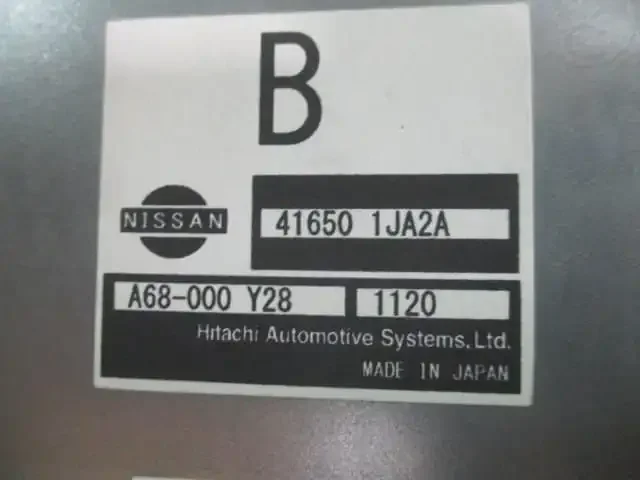 B
NISSAN
41650 1JA2A
A68-000 Y28
1120
Hitachi Automotive Systems, Ltd.
MADE IN JAPAN